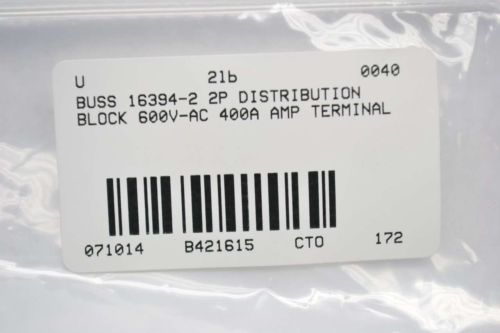 U 21b 0040
BUSS 16394-2 2P DISTRIBUTION
BLOCK 600V-AC 400A AMP TERMINAL
071014 B421615 CTO 172